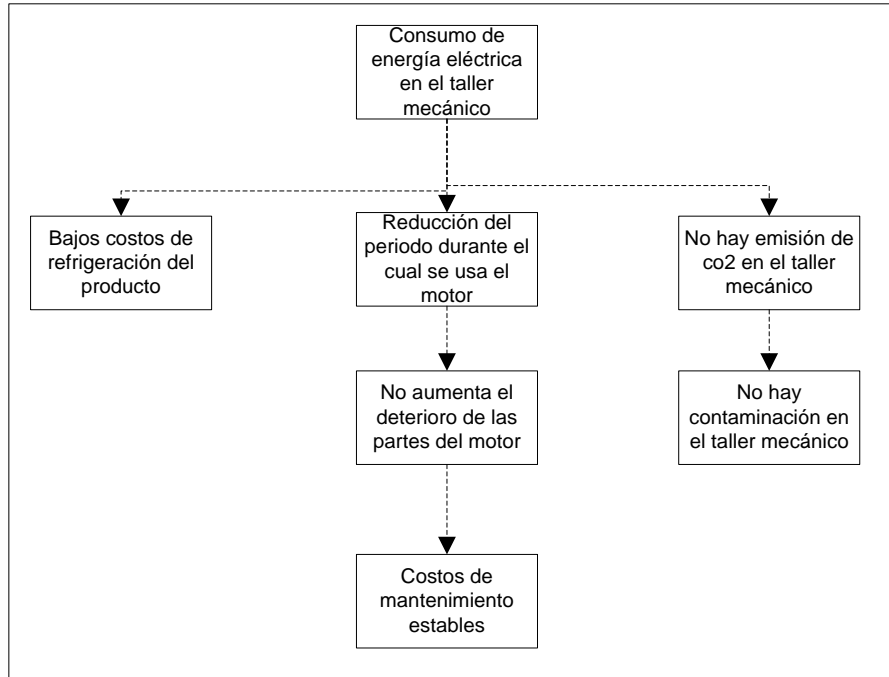 Consumo de
energía eléctrica
en el taller
mecánico
Bajos costos de
refrigeración del
producto
Reducción del
periodo durante el
cual se usa el
motor
No hay emisión de
co2 en el taller
mecánico
No aumenta el
deterioro de las
partes del motor
No hay
contaminación en
el taller mecánico
Costos de
mantenimiento
estables